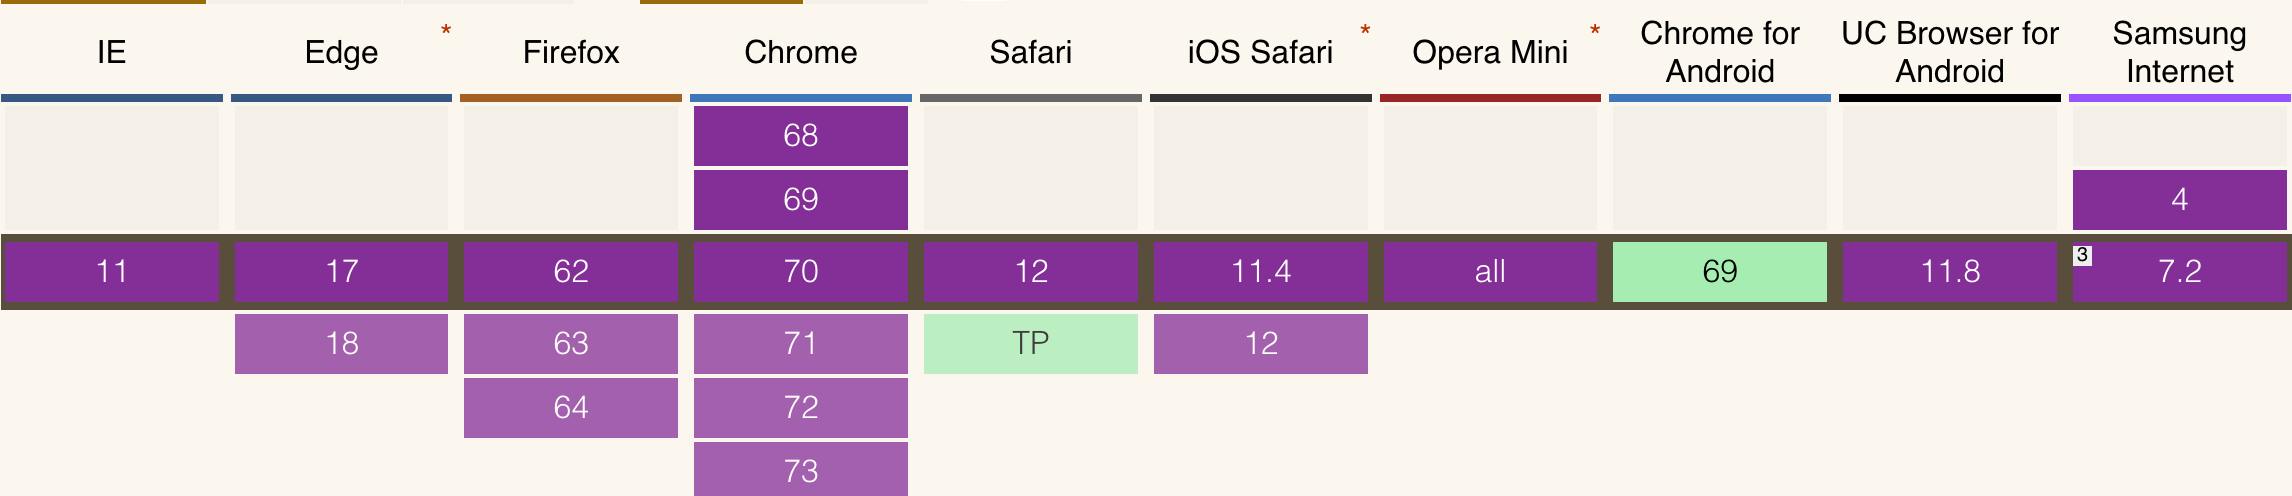 IE Edge * Firefox Chrome Safari iOS Safari * Opera Mini * Chrome for Android UC Browser for Android Samsung Internet
68
69 4
11 17 62 70 12 11.4 all 69 11.8 3 7.2
18 63 71 TP 12
64 72
73